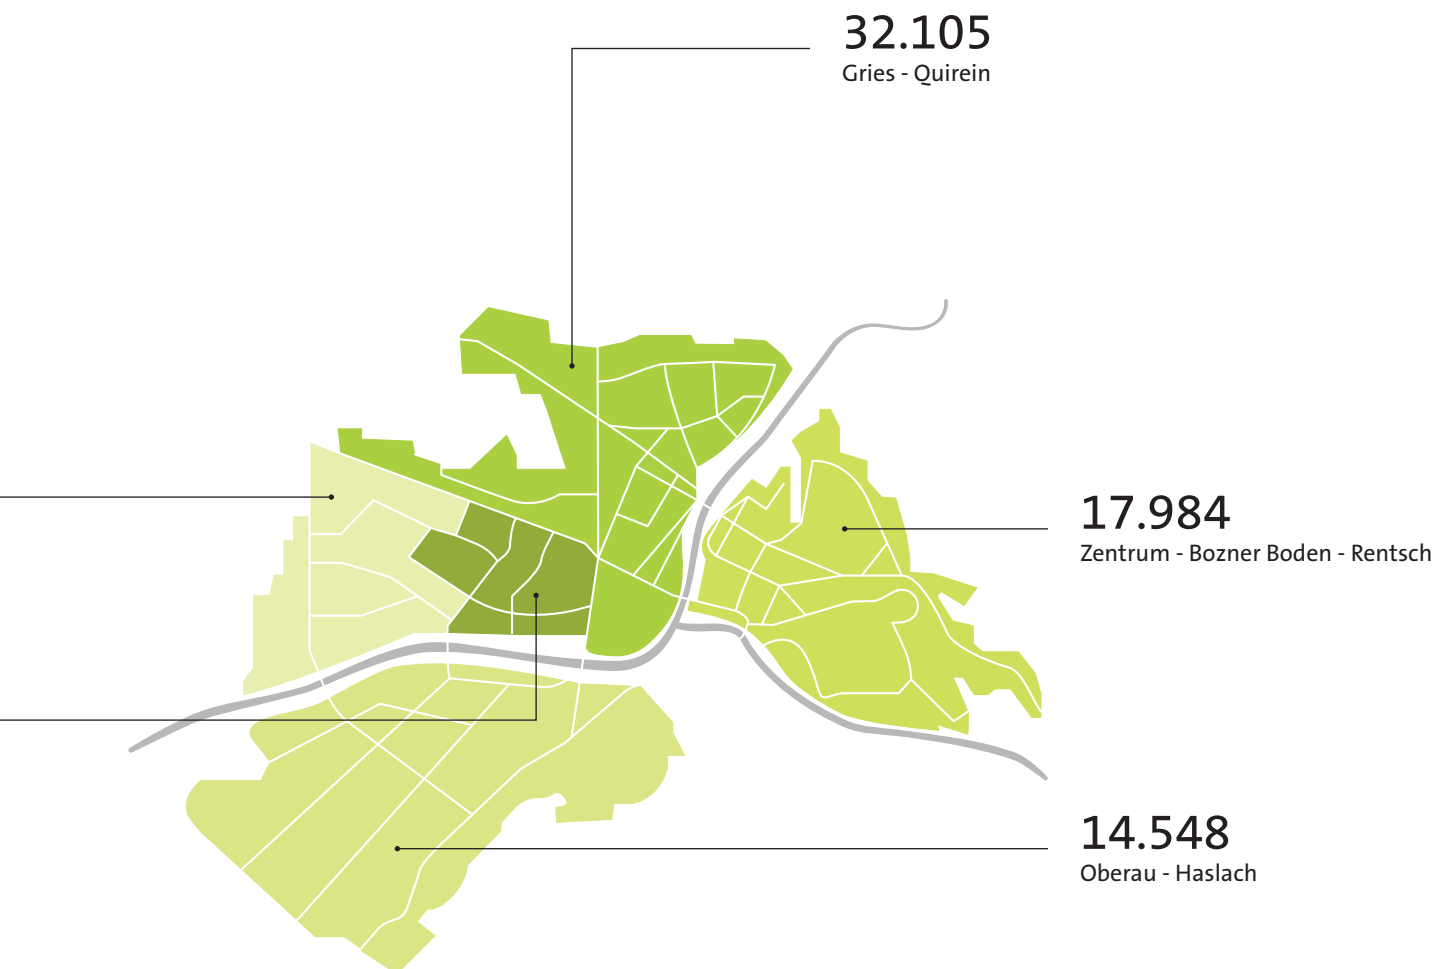 32.105
Gries - Quirein
17.984
Zentrum - Bozner Boden - Rentsch
14.548
Oberau - Haslach